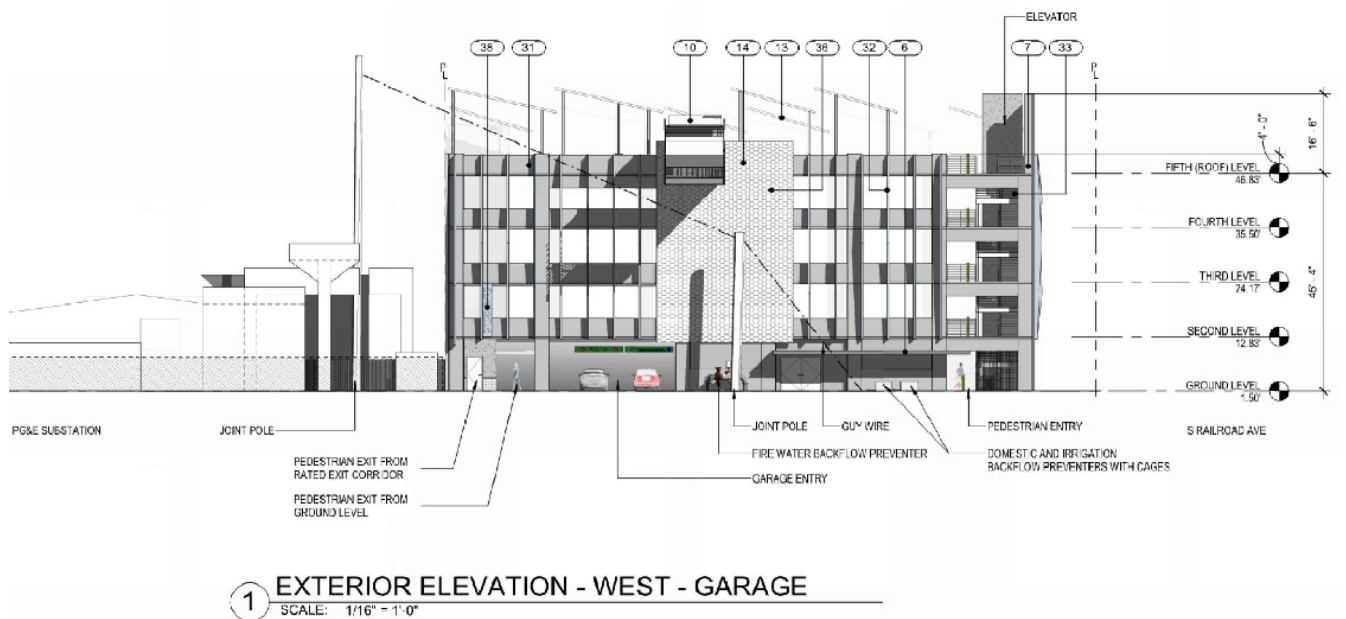 ELEVATOR
38
31
10
14
13
36
32
6
7
33
P
L
P
L
4' - 0"
16' - 6"
FIFTH (ROOF) LEVEL
46.83'
FOURTH LEVEL
35.50'
THIRD LEVEL
24.17'
45' - 4"
SECOND LEVEL
12.83'
GROUND LEVEL
1.50'
PG&E SUBSTATION
JOINT POLE
JOINT POLE
GUY WIRE
PEDESTRIAN ENTRY
S RAILROAD AVE
PEDESTRIAN EXIT FROM
RATED EXIT CORRIDOR
FIRE WATER BACKFLOW PREVENTER
DOMESTIC AND IRRIGATION
BACKFLOW PREVENTERS WITH CAGES
GARAGE ENTRY
PEDESTRIAN EXIT FROM
GROUND LEVEL
1
EXTERIOR ELEVATION - WEST - GARAGE
SCALE: 1/16" = 1'-0"